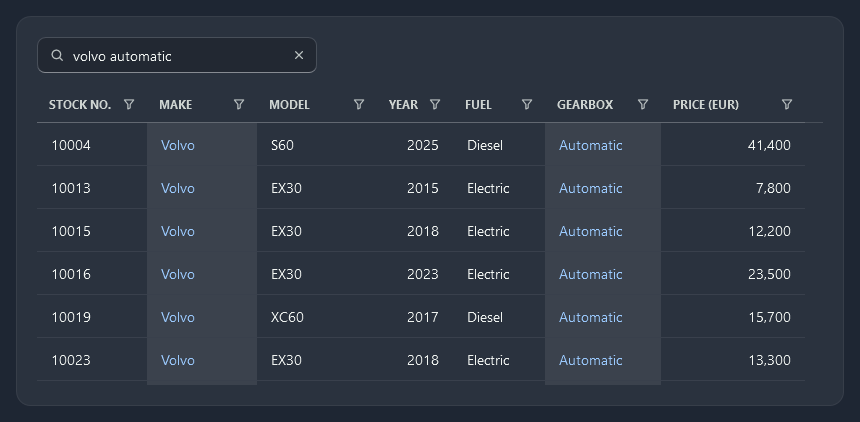 volvo automatic
STOCK NO. MAKE MODEL YEAR FUEL GEARBOX PRICE (EUR)
10004 Volvo S60 2025 Diesel Automatic 41,400
10013 Volvo EX30 2015 Electric Automatic 7,800
10015 Volvo EX30 2018 Electric Automatic 12,200
10016 Volvo EX30 2023 Electric Automatic 23,500
10019 Volvo XC60 2017 Diesel Automatic 15,700
10023 Volvo EX30 2018 Electric Automatic 13,300